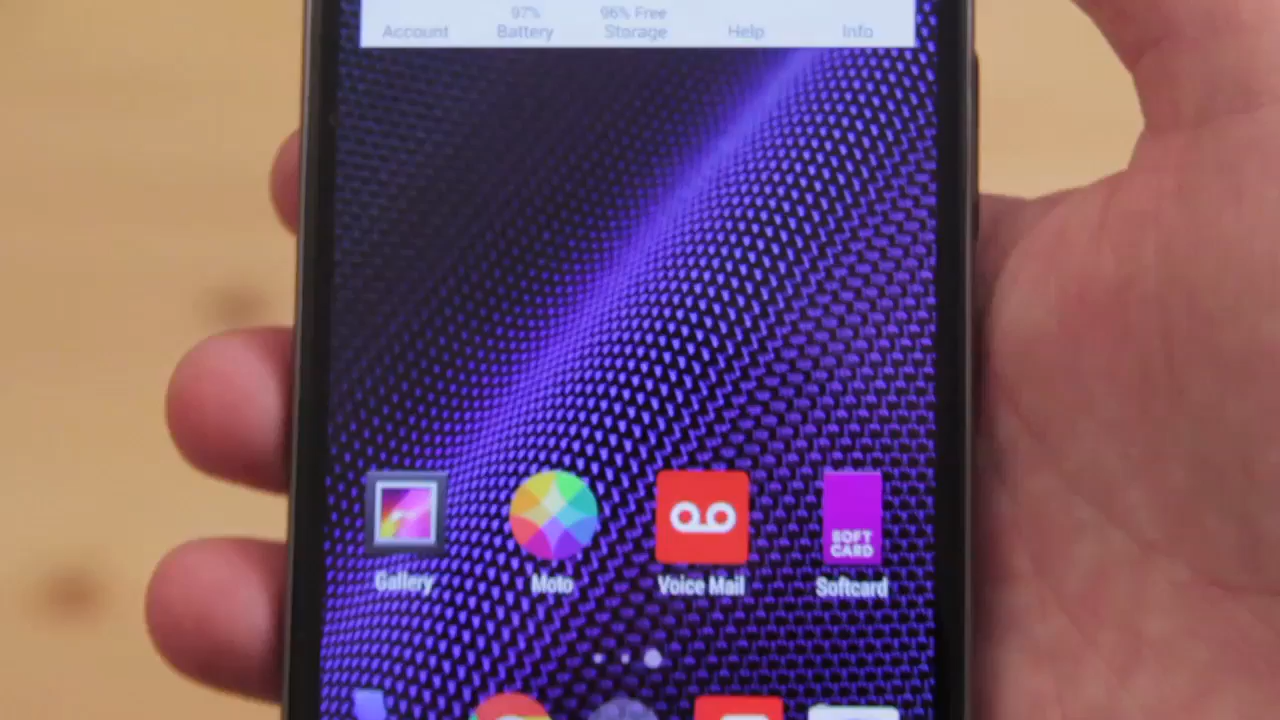 97% 96% Free
Account Battery Storage Help Info
SOFT
CARD
Gallery Moto Voice Mail Softcard